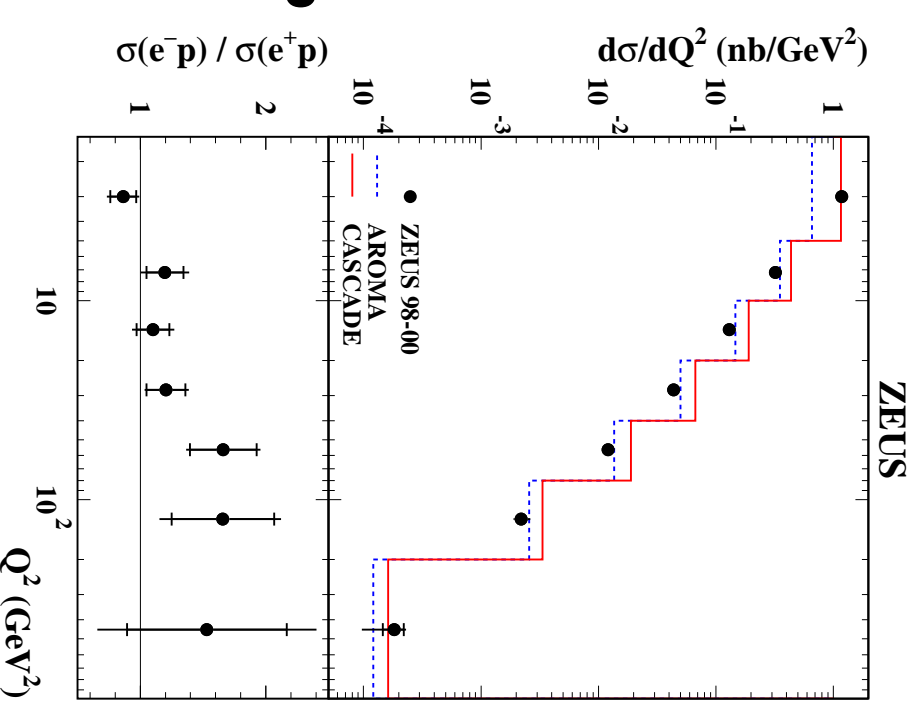 ZEUS
dσ/dQ² (nb/GeV²)
1
10⁻¹
10⁻²
10⁻³
10⁻⁴
ZEUS 98-00
AROMA
CASCADE
σ(e⁻p) / σ(e⁺p)
2
1
10
10²
Q² (GeV²)